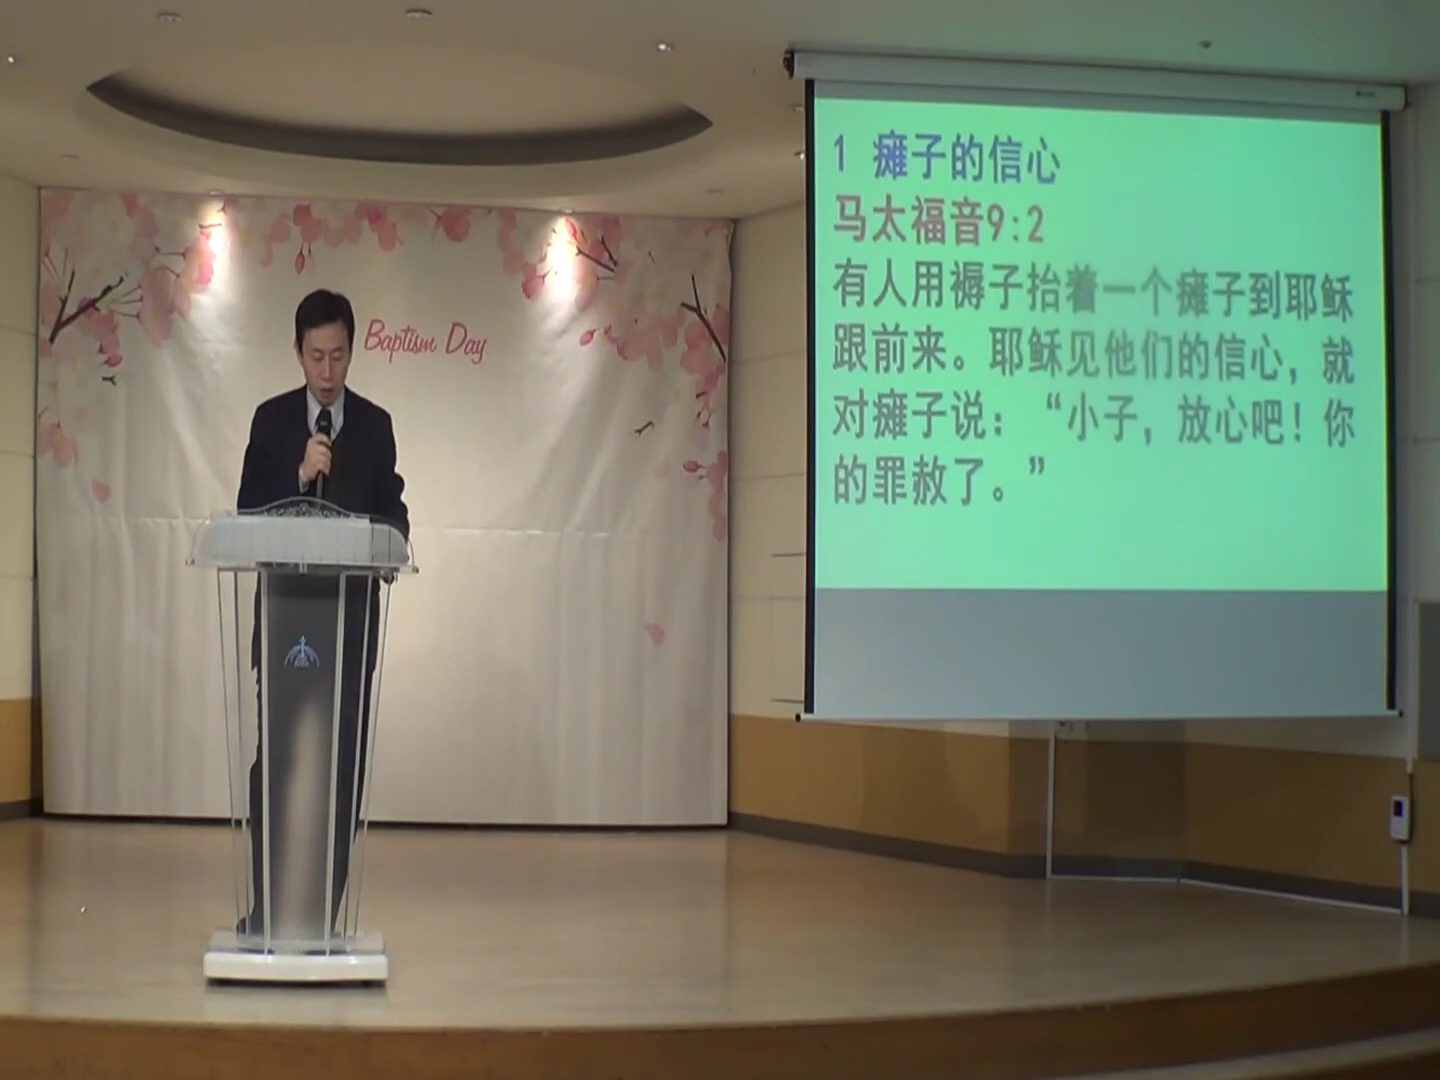 Baptism Day
1 瘫子的信心
马太福音9:2
有人用褥子抬着一个瘫子到耶稣
跟前来。耶稣见他们的信心，就
对瘫子说：“小子，放心吧！你
的罪赦了。”